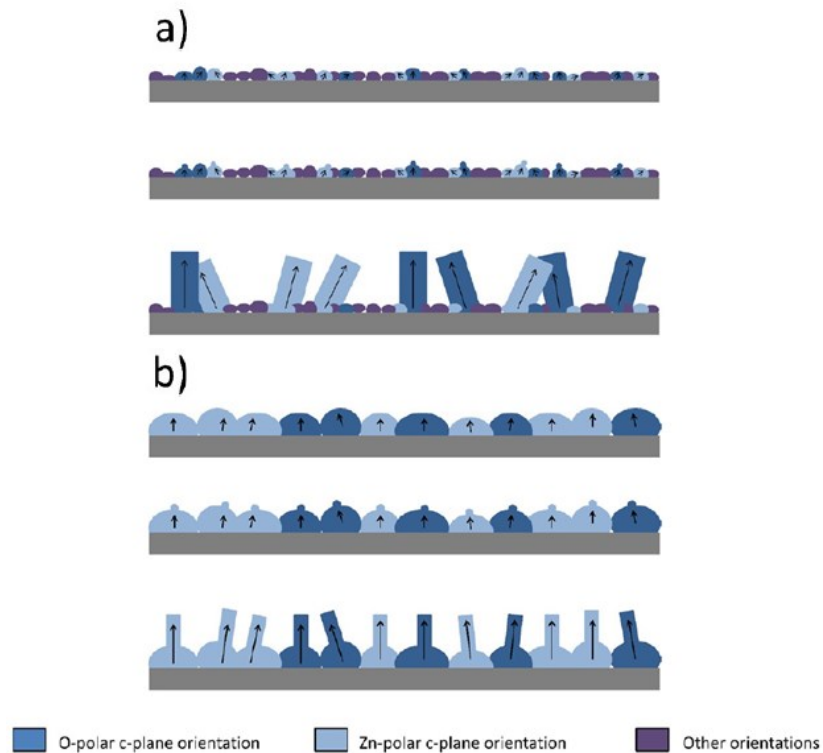 a)
b)
O-polar c-plane orientation
Zn-polar c-plane orientation
Other orientations